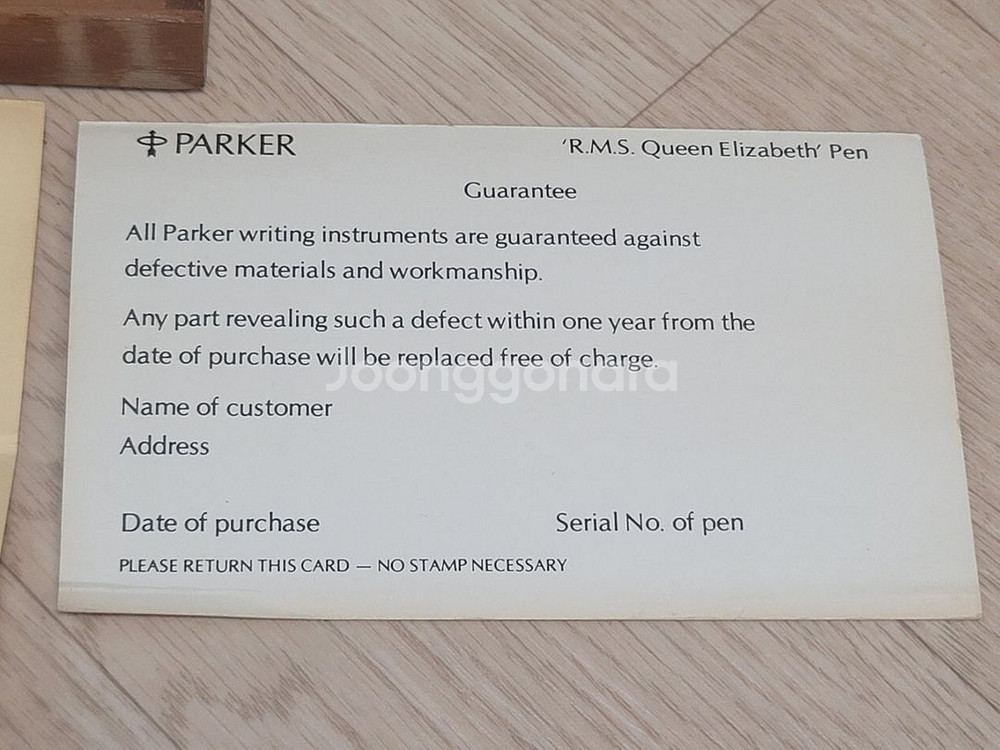 PARKER
'R.M.S. Queen Elizabeth' Pen
Guarantee
All Parker writing instruments are guaranteed against
defective materials and workmanship.
Any part revealing such a defect within one year from the
date of purchase will be replaced free of charge.
Joonggonara
Name of customer
Address
Date of purchase
Serial No. of pen
PLEASE RETURN THIS CARD — NO STAMP NECESSARY